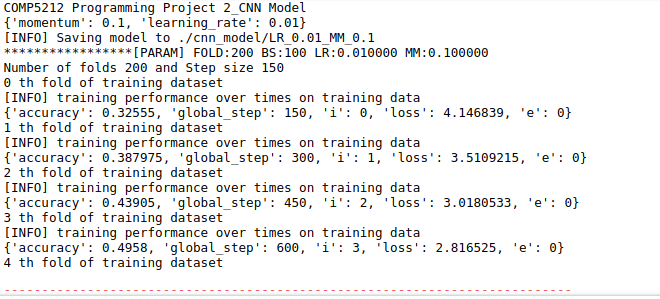 COMP5212 Programming Project 2_CNN Model
{'momentum': 0.1, 'learning_rate': 0.01}
[INFO] Saving model to ./cnn_model/LR_0.01_MM_0.1
*****************[PARAM] FOLD:200 BS:100 LR:0.010000 MM:0.100000
Number of folds 200 and Step size 150
0 th fold of training dataset
[INFO] training performance over times on training data
{'accuracy': 0.32555, 'global_step': 150, 'i': 0, 'loss': 4.146839, 'e': 0}
1 th fold of training dataset
[INFO] training performance over times on training data
{'accuracy': 0.387975, 'global_step': 300, 'i': 1, 'loss': 3.5109215, 'e': 0}
2 th fold of training dataset
[INFO] training performance over times on training data
{'accuracy': 0.43905, 'global_step': 450, 'i': 2, 'loss': 3.0180533, 'e': 0}
3 th fold of training dataset
[INFO] training performance over times on training data
{'accuracy': 0.4958, 'global_step': 600, 'i': 3, 'loss': 2.816525, 'e': 0}
4 th fold of training dataset
---------------------------------------------------------------------------